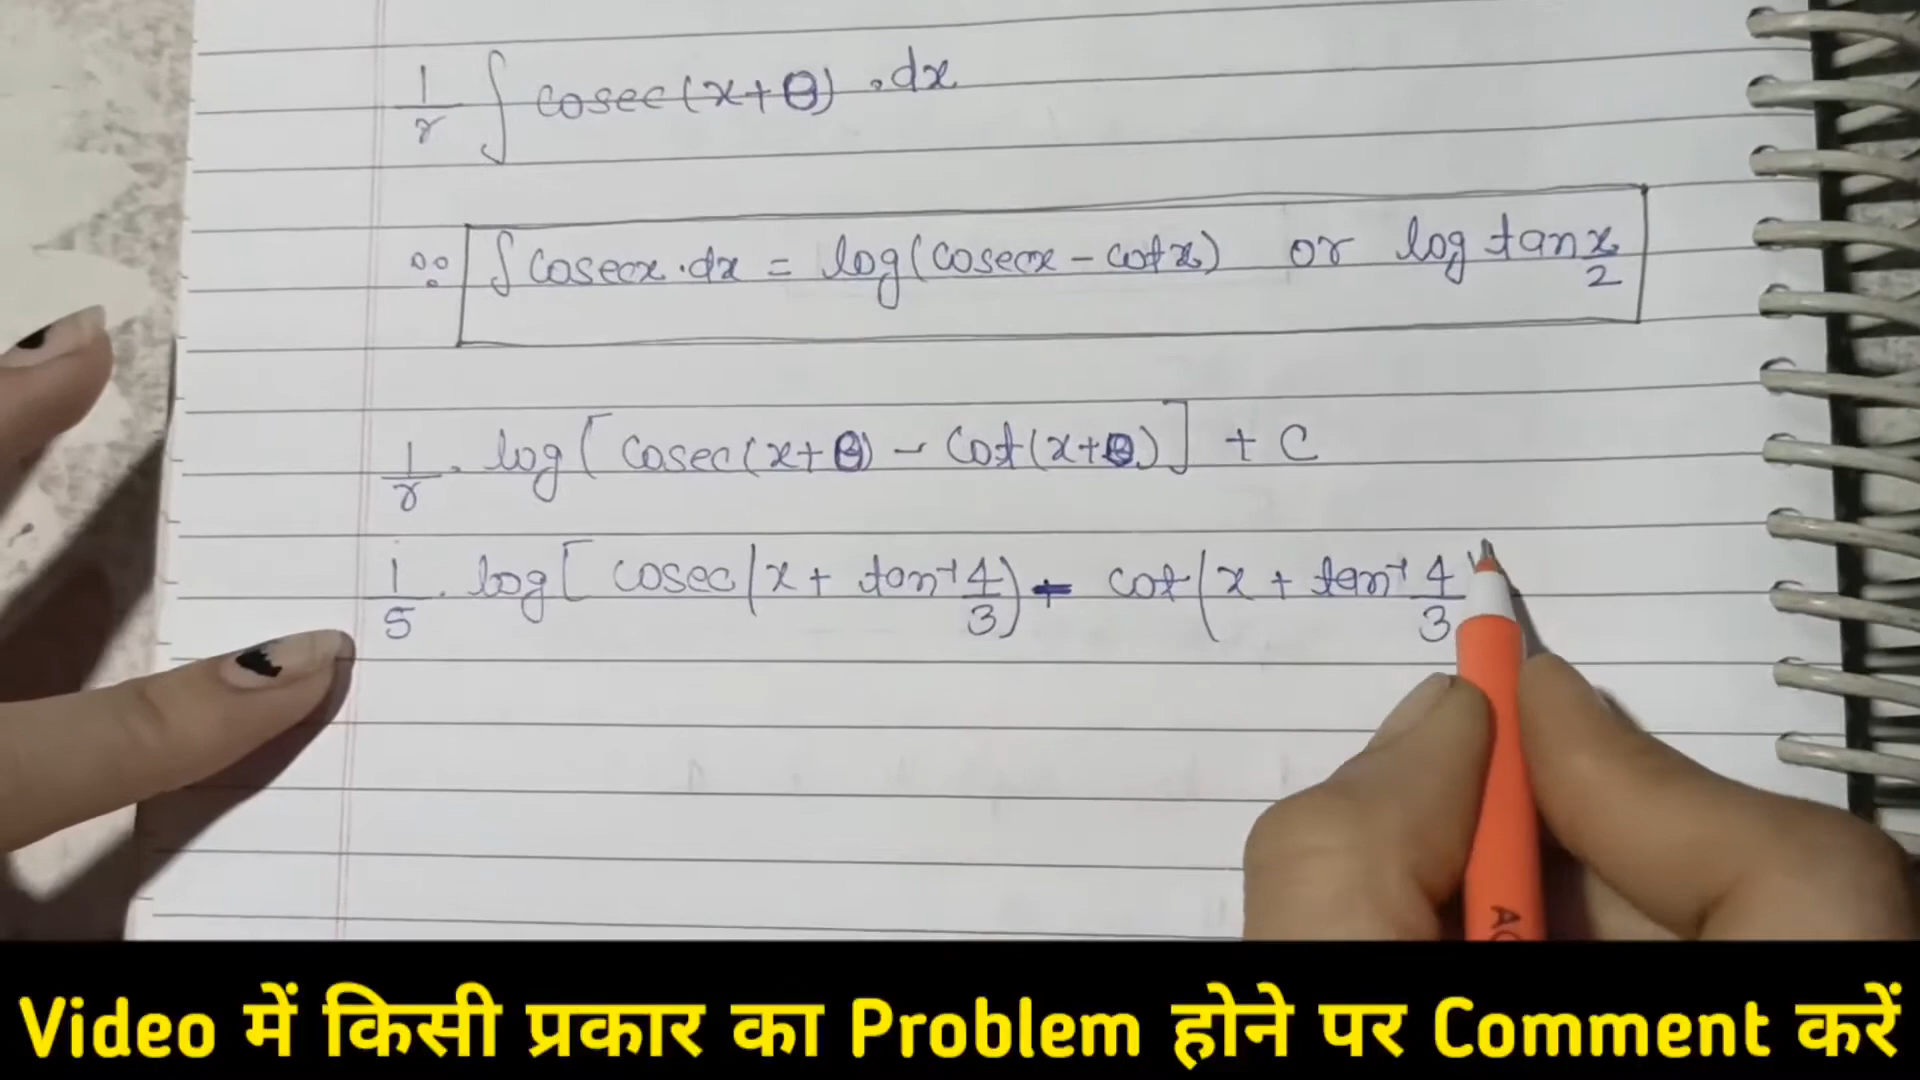 1/r ∫ cosec(x+θ).dx
∵ ∫cosecx.dx = log(cosecx - cotx) or log tan x/2
1/r . log[cosec(x+θ) - cot(x+θ)] + C
1/5 . log[cosec(x + tan⁻¹ 4/3) - cot(x + tan⁻¹ 4/3
Video में किसी प्रकार का Problem होने पर Comment करें